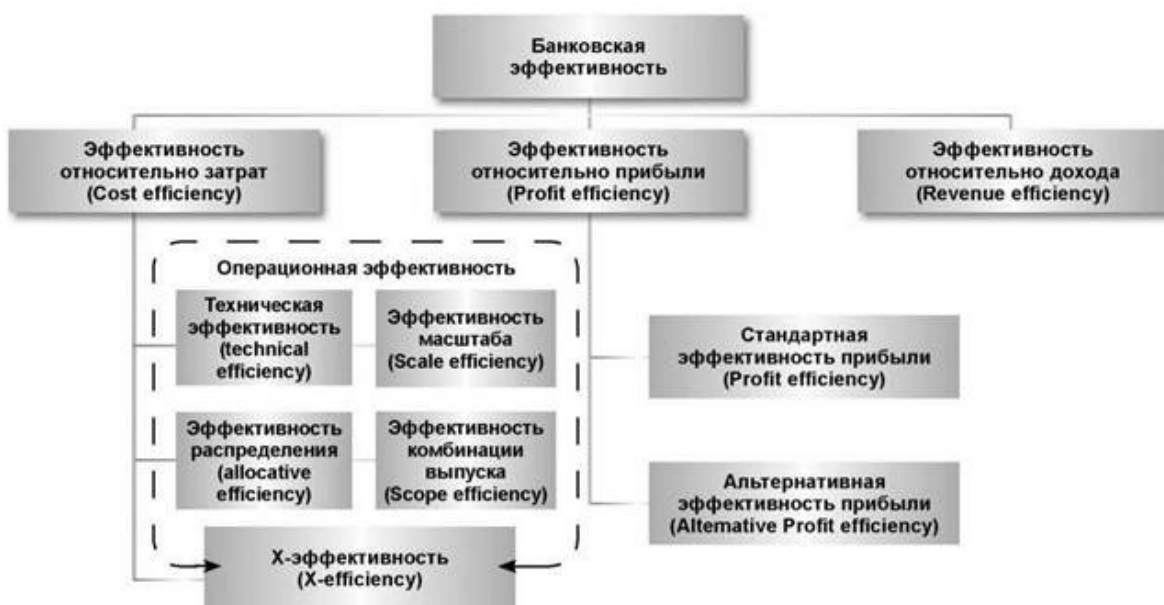 Банковская
эффективность
Эффективность
относительно затрат
(Cost efficiency)
Эффективность
относительно прибыли
(Profit efficiency)
Эффективность
относительно дохода
(Revenue efficiency)
Операционная эффективность
Техническая
эффективность
(technical
efficiency)
Эффективность
масштаба
(Scale efficiency)
Эффективность
распределения
(allocative
efficiency)
Эффективность
комбинации
выпуска
(Scope efficiency)
Х-эффективность
(X-efficiency)
Стандартная
эффективность прибыли
(Profit efficiency)
Альтернативная
эффективность прибыли
(Altemative Profit efficiency)